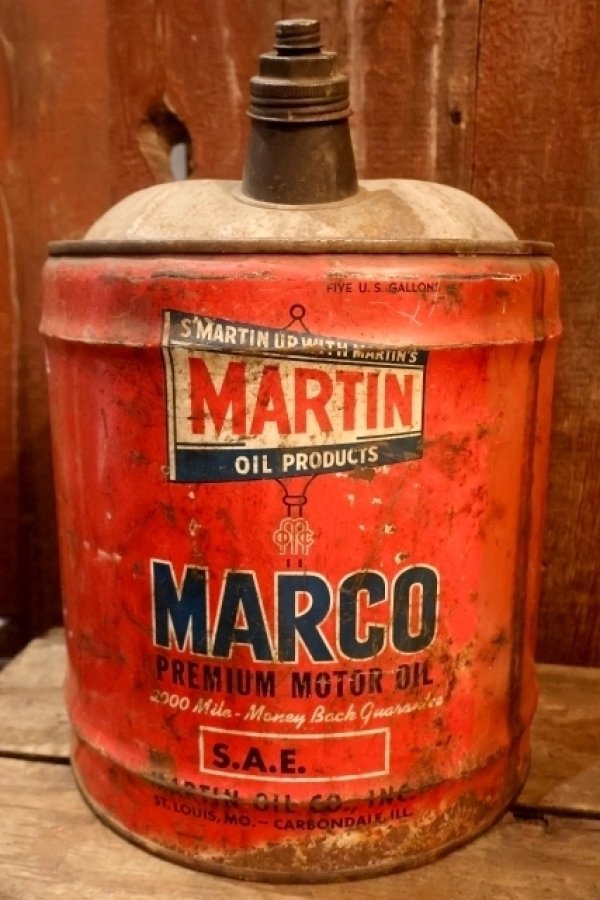 FIVE U.S. GALLONS
S'MARTIN UP WITH MARTIN'S
MARTIN
OIL PRODUCTS
MARCO
PREMIUM MOTOR OIL
2000 Mile-Money Back Guarantee
S.A.E.
MARTIN OIL CO., INC.
ST. LOUIS, MO. — CARBONDALE, ILL.